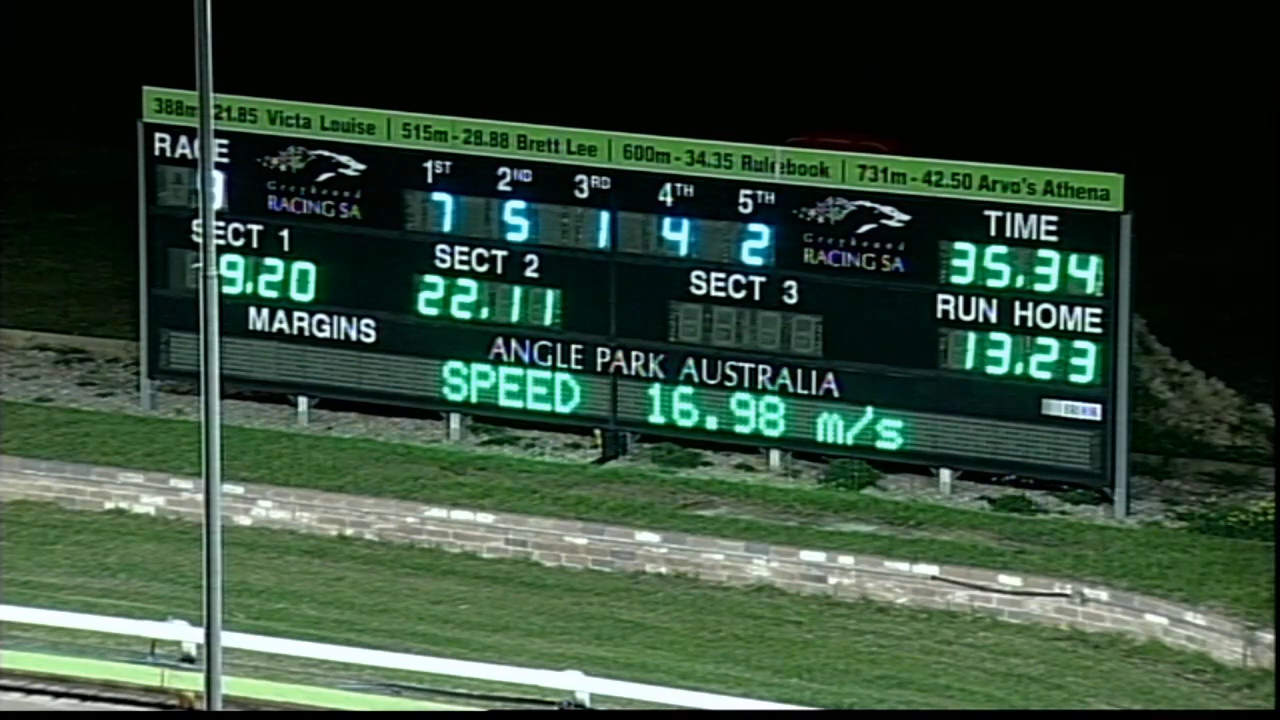 388m-21.85 Victa Louise | 515m-28.88 Brett Lee | 600m-34.35 Rulebook | 731m-42.50 Arvo's Athena
RACE
Greyhound
RACING SA
1ST 2ND 3RD 4TH 5TH
7 5 1 4 2
Greyhound
RACING SA
TIME
35.34
SECT 1
9.20
SECT 2
22.11
SECT 3
RUN HOME
13.23
MARGINS
ANGLE PARK AUSTRALIA
SPEED 16.98 m/s